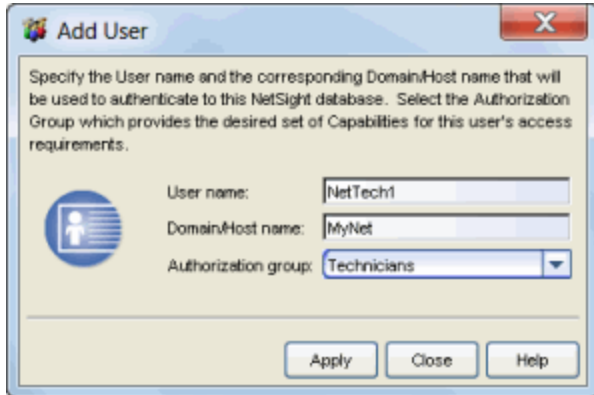 Add User
Specify the User name and the corresponding Domain/Host name that will
be used to authenticate to this NetSight database. Select the Authorization
Group which provides the desired set of Capabilities for this user's access
requirements.
User name: NetTech1
Domain/Host name: MyNet
Authorization group: Technicians
Apply Close Help